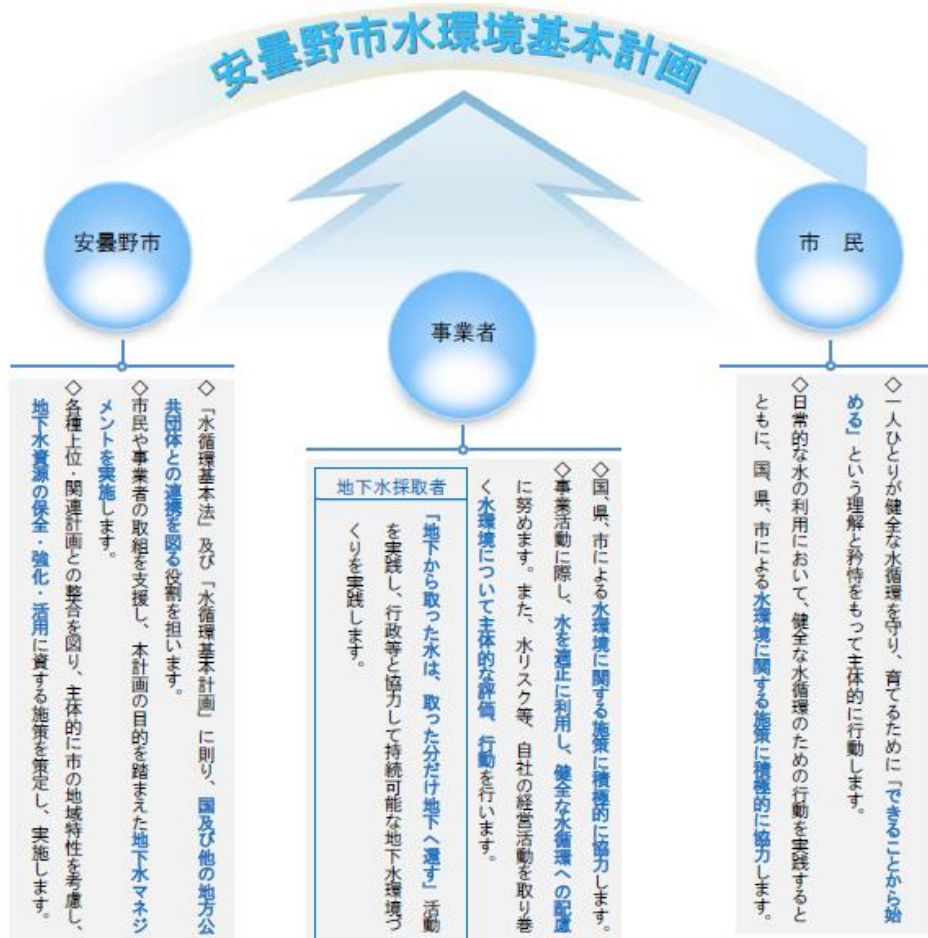 安曇野市水環境基本計画
安曇野市
◇「水循環基本法」及び「水循環基本計画」に則り、国及び他の地方公
共団体との連携を図る役割を担います。
◇市民や事業者の取組を支援し、本計画の目的を踏まえた地下水マネジ
メントを実施します。
◇各種上位・関連計画との整合を図り、主体的に市の地域特性を考慮し、
地下水資源の保全・強化・活用に資する施策を策定し、実施します。
事業者
◇国、県、市による水環境に関する施策に積極的に協力します。
◇事業活動に際し、水を適正に利用し、健全な水循環への配慮
に努めます。また、水リスク等、自社の経営活動を取り巻
く水環境について主体的な評価、行動を行います。
地下水採取者
「地下から取った水は、取った分だけ地下へ還す」活動
を実践し、行政等と協力して持続可能な地下水環境づ
くりを実践します。
市　民
◇一人ひとりが健全な水循環を守り、育てるために「できることから始
める」という理解と矜恃をもって主体的に行動します。
◇日常的な水の利用において、健全な水循環のための行動を実践すると
ともに、国、県、市による水環境に関する施策に積極的に協力します。